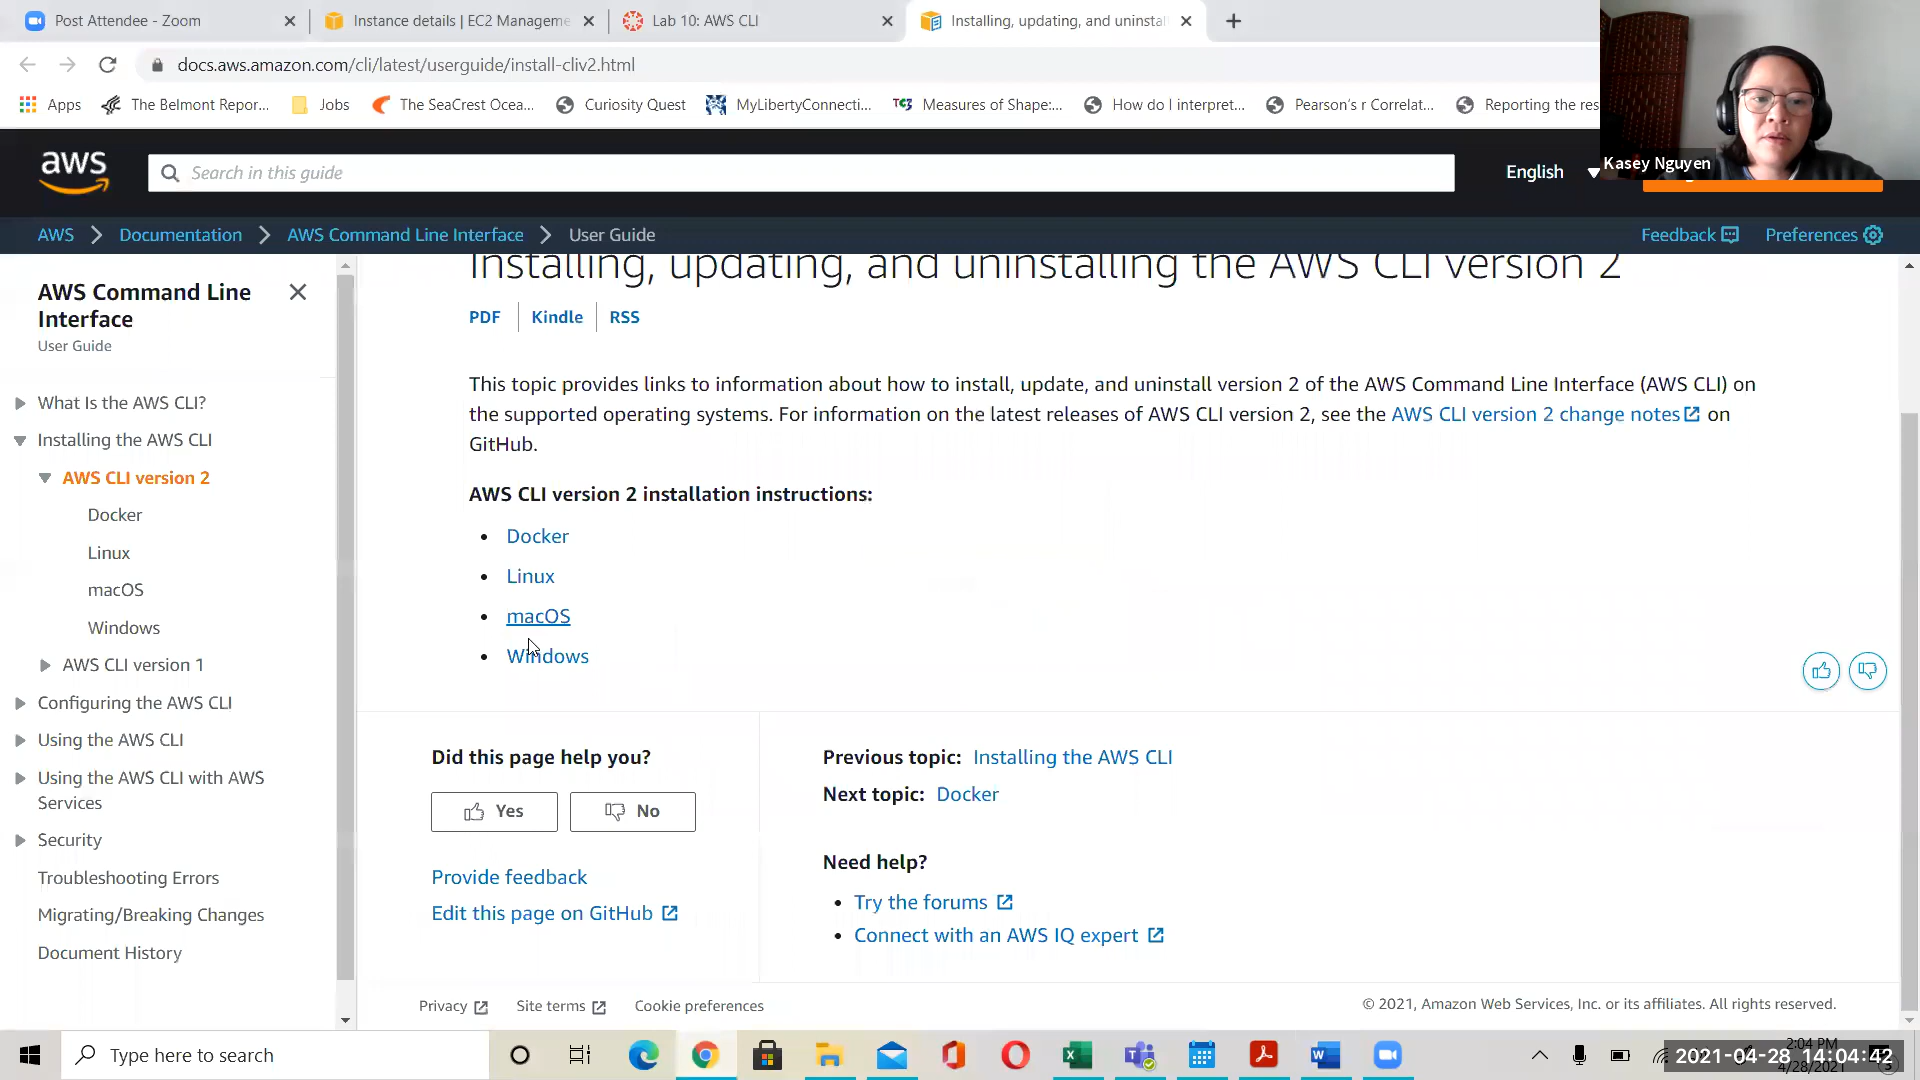 Post Attendee - Zoom
Instance details | EC2 Manageme
Lab 10: AWS CLI
Installing, updating, and uninstal
docs.aws.amazon.com/cli/latest/userguide/install-cliv2.html
Apps
The Belmont Repor...
Jobs
The SeaCrest Ocea...
Curiosity Quest
MyLibertyConnecti...
Measures of Shape:...
How do I interpret...
Pearson's r Correlat...
Reporting the res
Kasey Nguyen
aws
Search in this guide
English
AWS
Documentation
AWS Command Line Interface
User Guide
Feedback
Preferences
AWS Command Line
Interface
User Guide
What Is the AWS CLI?
Installing the AWS CLI
AWS CLI version 2
Docker
Linux
macOS
Windows
AWS CLI version 1
Configuring the AWS CLI
Using the AWS CLI
Using the AWS CLI with AWS
Services
Security
Troubleshooting Errors
Migrating/Breaking Changes
Document History
Installing, updating, and uninstalling the AWS CLI version 2
PDF
Kindle
RSS
This topic provides links to information about how to install, update, and uninstall version 2 of the AWS Command Line Interface (AWS CLI) on
the supported operating systems. For information on the latest releases of AWS CLI version 2, see the AWS CLI version 2 change notes on
GitHub.
AWS CLI version 2 installation instructions:
Docker
Linux
macOS
Windows
Did this page help you?
Yes
No
Provide feedback
Edit this page on GitHub
Previous topic: Installing the AWS CLI
Next topic: Docker
Need help?
Try the forums
Connect with an AWS IQ expert
Privacy
Site terms
Cookie preferences
© 2021, Amazon Web Services, Inc. or its affiliates. All rights reserved.
Type here to search
2:04 PM
2021-04-28 14:04:42